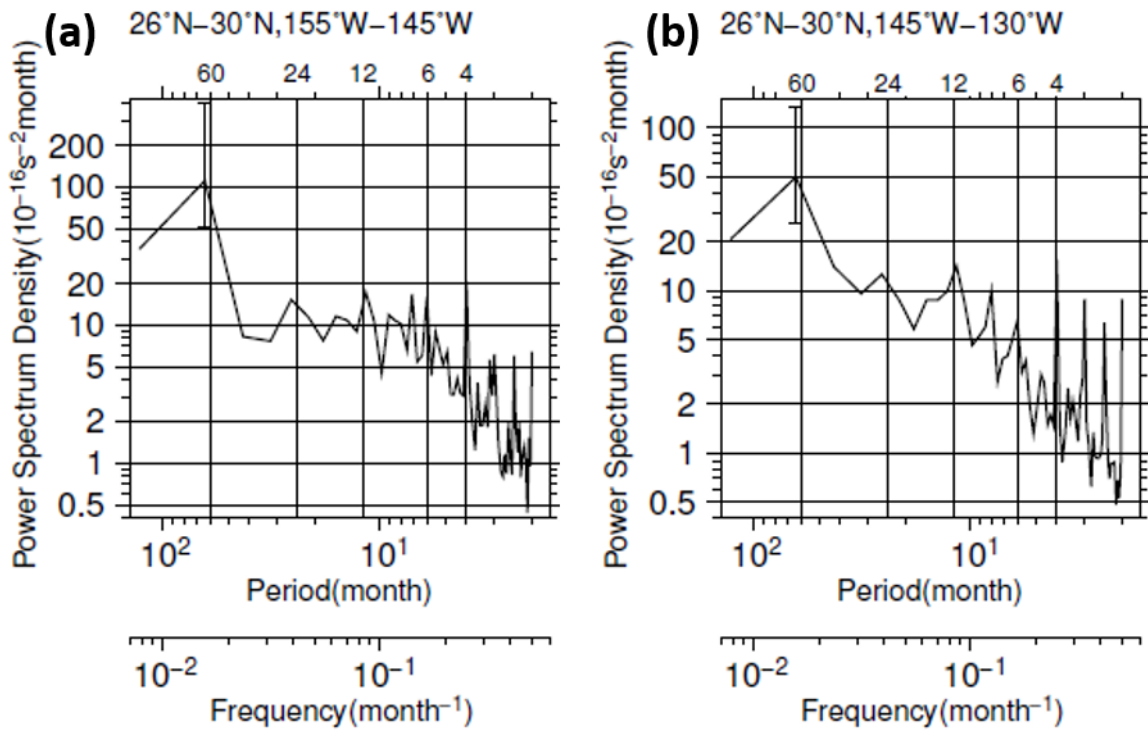 (a) 26°N–30°N,155°W–145°W
60 24 12 6 4
Power Spectrum Density(10⁻¹⁶s⁻²month)
200
100
50
20
10
5
2
1
0.5
10² 10¹
Period(month)
10⁻² 10⁻¹
Frequency(month⁻¹)
(b) 26°N–30°N,145°W–130°W
60 24 12 6 4
Power Spectrum Density(10⁻¹⁶s⁻²month)
100
50
20
10
5
2
1
0.5
10² 10¹
Period(month)
10⁻² 10⁻¹
Frequency(month⁻¹)